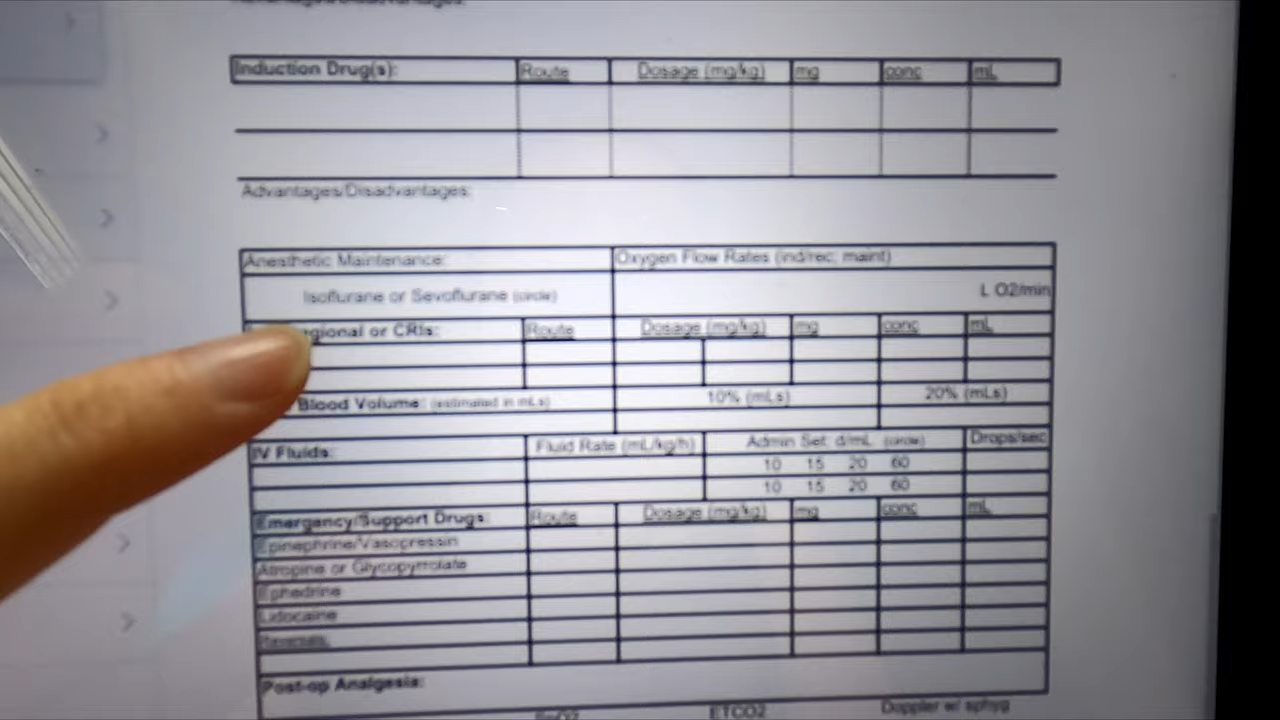 Induction Drug(s): Route Dosage (mg/kg) mg conc mL
Advantages/Disadvantages:
Anesthetic Maintenance: Oxygen Flow Rates (ind/rec; maint)
Isoflurane or Sevoflurane (circle) L O2/min
gional or CRIs: Route Dosage (mg/kg) mg conc mL
Blood Volume: (estimated in mLs) 10% (mLs) 20% (mLs)
IV Fluids: Fluid Rate (mL/kg/h) Admin Set: d/mL (circle) Drops/sec
10 15 20 60
10 15 20 60
Emergency/Support Drugs: Route Dosage (mg/kg) mg conc mL
Epinephrine/Vasopressin
Atropine or Glycopyrrolate
Ephedrine
Lidocaine
Reversals:
Post-op Analgesia:
SpO2 ETCO2 Doppler w/ sphyg